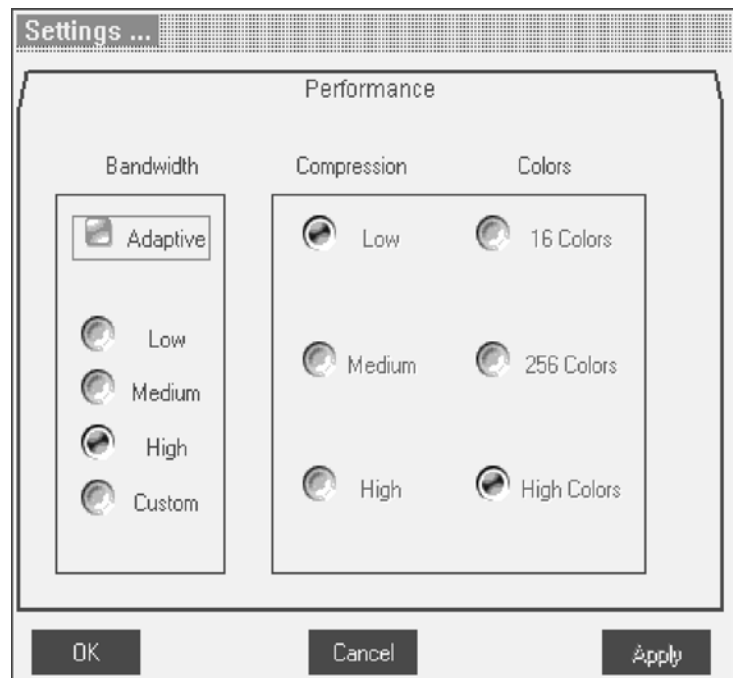 Settings ...
Performance
Bandwidth
Adaptive
Low
Medium
High
Custom
Compression
Low
Medium
High
Colors
16 Colors
256 Colors
High Colors
OK
Cancel
Apply